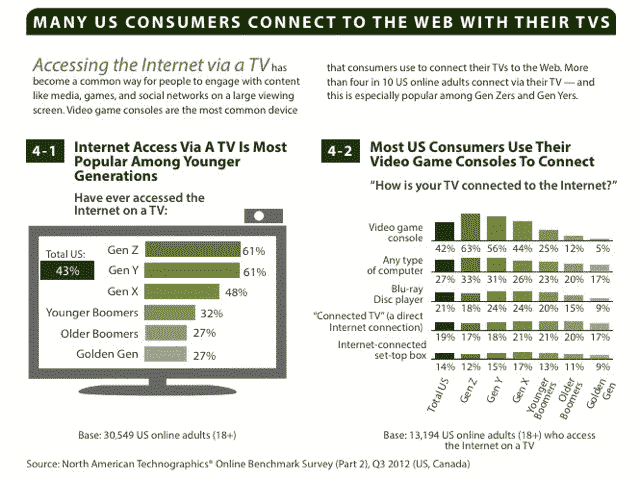 MANY US CONSUMERS CONNECT TO THE WEB WITH THEIR TVS
Accessing the Internet via a TV has
become a common way for people to engage with content
like media, games, and social networks on a large viewing
screen. Video game consoles are the most common device
that consumers use to connect their TVs to the Web. More
than four in 10 US online adults connect via their TV — and
this is especially popular among Gen Zers and Gen Yers.
4-1 Internet Access Via A TV Is Most
Popular Among Younger
Generations
Have ever accessed the
Internet on a TV:
Total US:
43%
Gen Z 61%
Gen Y 61%
Gen X 48%
Younger Boomers 32%
Older Boomers 27%
Golden Gen 27%
Base: 30,549 US online adults (18+)
4-2 Most US Consumers Use Their
Video Game Consoles To Connect
“How is your TV connected to the Internet?”
Video game
console
42% 63% 56% 44% 25% 12% 5%
Any type
of computer
27% 33% 31% 26% 23% 20% 17%
Blu-ray
Disc player
21% 18% 24% 24% 20% 15% 9%
“Connected TV” (a direct
Internet connection)
19% 17% 18% 21% 21% 20% 17%
Internet-connected
set-top box
14% 12% 15% 17% 13% 11% 9%
Total US
Gen Z
Gen Y
Gen X
Younger
Boomers
Older
Boomers
Golden
Gen
Base: 13,194 US online adults (18+) who access
the Internet on a TV
Source: North American Technographics® Online Benchmark Survey (Part 2), Q3 2012 (US, Canada)